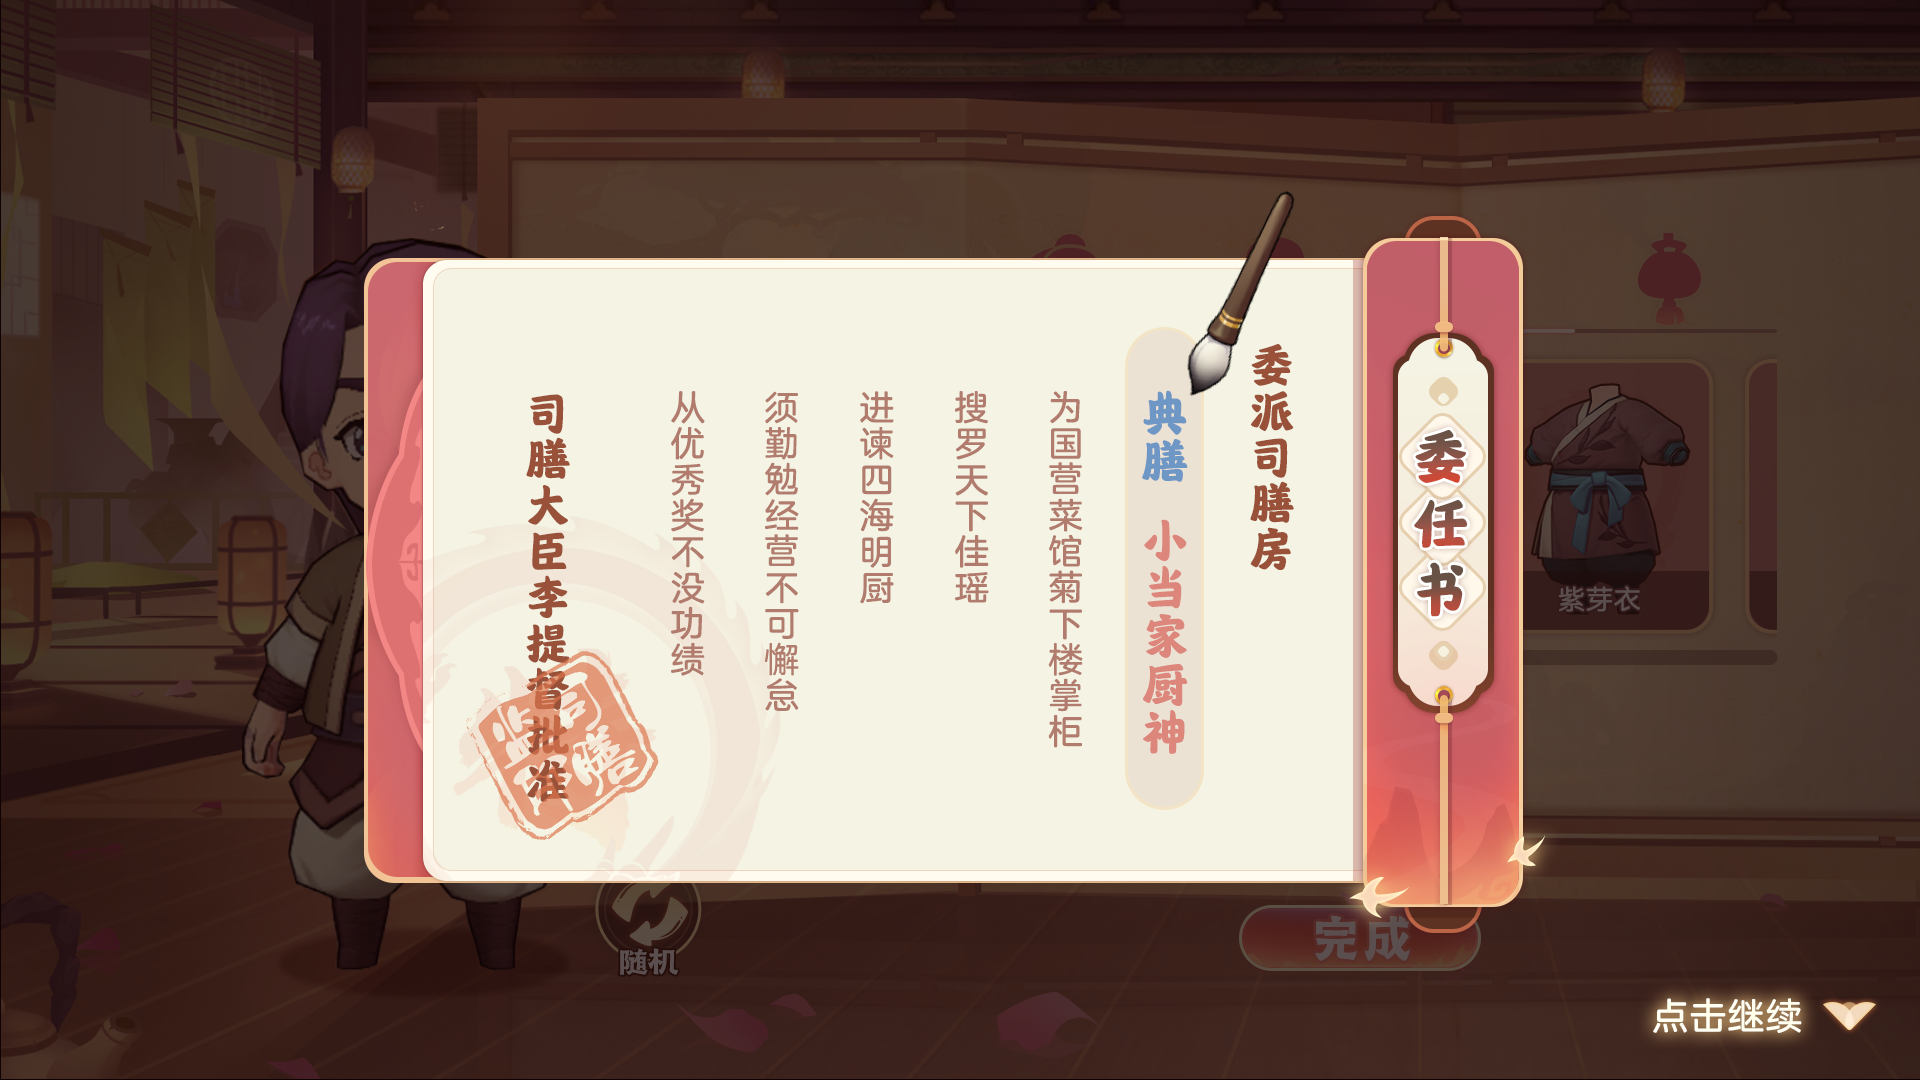 委任书
委派司膳房
典膳 小当家厨神
为国营菜馆菊下楼掌柜
搜罗天下佳瑶
进谏四海明厨
须勤勉经营不可懈怠
从优秀奖不没功绩
司膳大臣李提督批准
紫芽衣
随机
完成
点击继续